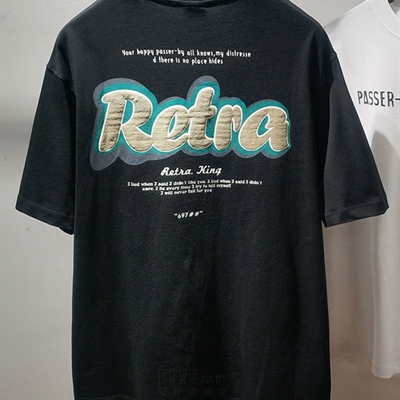 Your happy passer-by all knows, my distresse
d there is no place hides
Retra
Retra. King
I lied when I said I didn't like you. I lied when I said I didn't
care. I lie every time I try to tell myself
I will never fall for you
"697##"
PASSER-